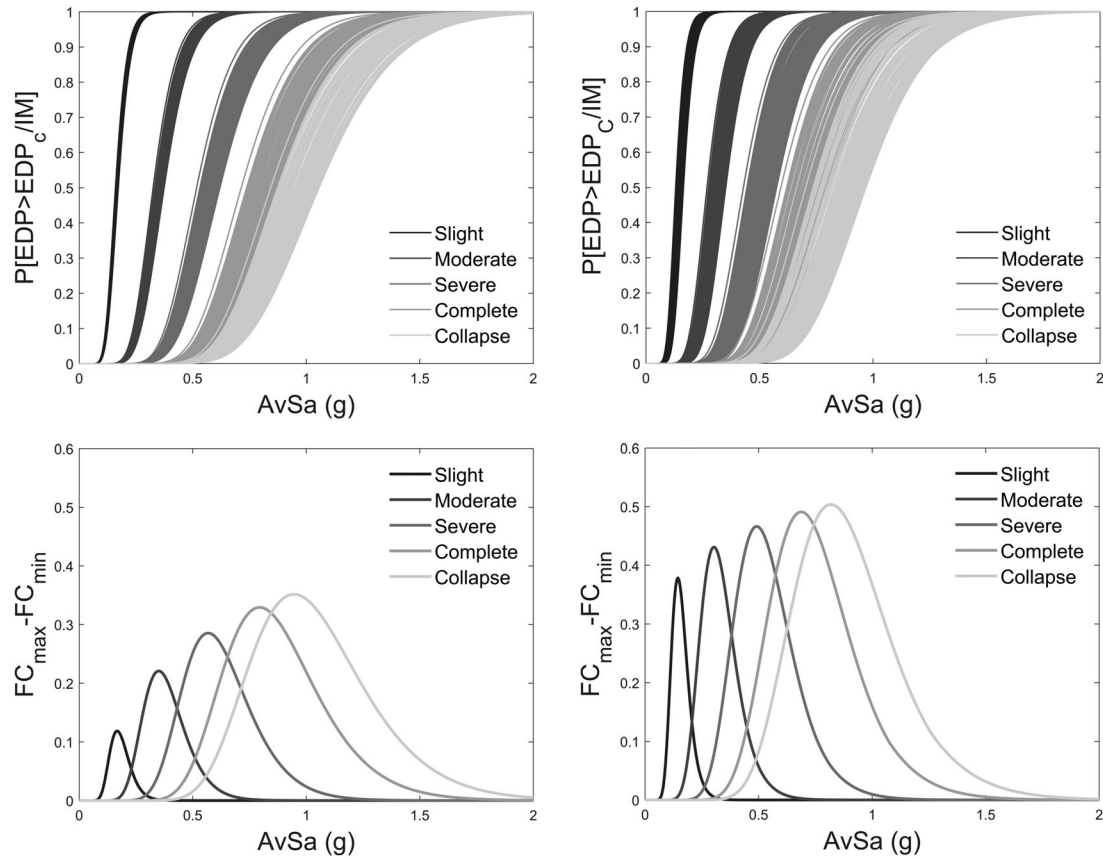 1
0.9
0.8
0.7
0.6
0.5
0.4
0.3
0.2
0.1
0
P[EDP>EDP_C/IM]
Slight
Moderate
Severe
Complete
Collapse
0 0.5 1 1.5 2
AvSa (g)
1
0.9
0.8
0.7
0.6
0.5
0.4
0.3
0.2
0.1
0
P[EDP>EDP_C/IM]
Slight
Moderate
Severe
Complete
Collapse
0 0.5 1 1.5 2
AvSa (g)
0.6
0.5
0.4
0.3
0.2
0.1
0
FC_max-FC_min
Slight
Moderate
Severe
Complete
Collapse
0 0.5 1 1.5 2
AvSa (g)
0.6
0.5
0.4
0.3
0.2
0.1
0
FC_max-FC_min
Slight
Moderate
Severe
Complete
Collapse
0 0.5 1 1.5 2
AvSa (g)